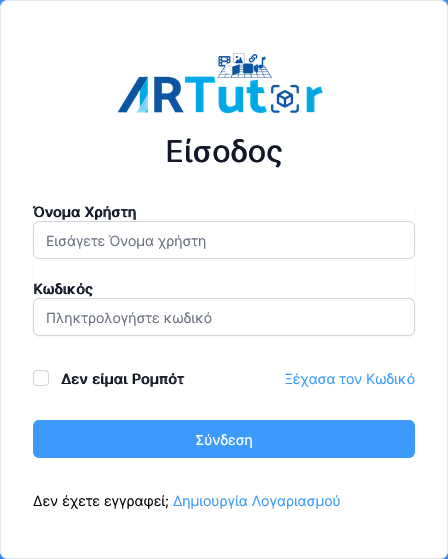 ARTutor
Είσοδος
Όνομα Χρήστη
Εισάγετε Όνομα χρήστη
Κωδικός
Πληκτρολογήστε κωδικό
Δεν είμαι Ρομπότ Ξέχασα τον Κωδικό
Σύνδεση
Δεν έχετε εγγραφεί; Δημιουργία Λογαριασμού